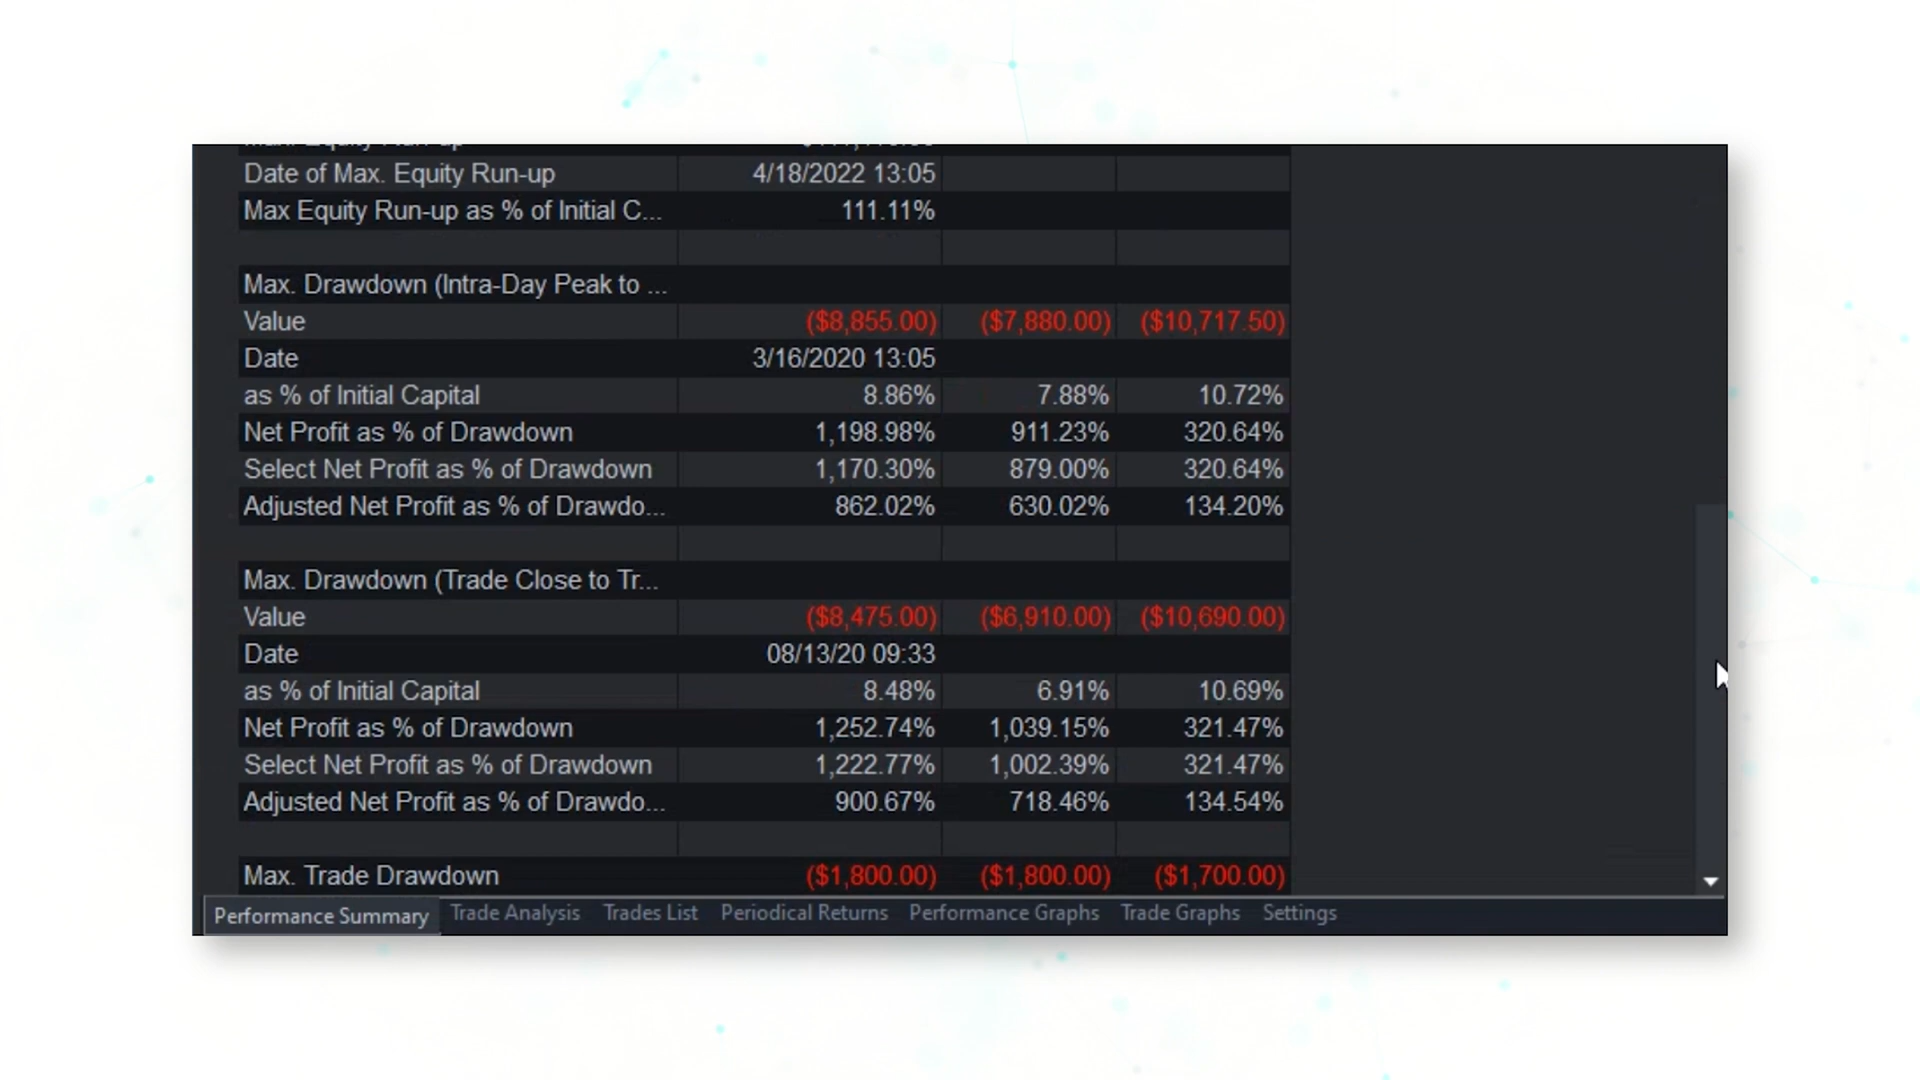 Date of Max. Equity Run-up 4/18/2022 13:05
Max Equity Run-up as % of Initial C... 111.11%
Max. Drawdown (Intra-Day Peak to ...
Value ($8,855.00) ($7,880.00) ($10,717.50)
Date 3/16/2020 13:05
as % of Initial Capital 8.86% 7.88% 10.72%
Net Profit as % of Drawdown 1,198.98% 911.23% 320.64%
Select Net Profit as % of Drawdown 1,170.30% 879.00% 320.64%
Adjusted Net Profit as % of Drawdo... 862.02% 630.02% 134.20%
Max. Drawdown (Trade Close to Tr...
Value ($8,475.00) ($6,910.00) ($10,690.00)
Date 08/13/20 09:33
as % of Initial Capital 8.48% 6.91% 10.69%
Net Profit as % of Drawdown 1,252.74% 1,039.15% 321.47%
Select Net Profit as % of Drawdown 1,222.77% 1,002.39% 321.47%
Adjusted Net Profit as % of Drawdo... 900.67% 718.46% 134.54%
Max. Trade Drawdown ($1,800.00) ($1,800.00) ($1,700.00)
Performance Summary Trade Analysis Trades List Periodical Returns Performance Graphs Trade Graphs Settings